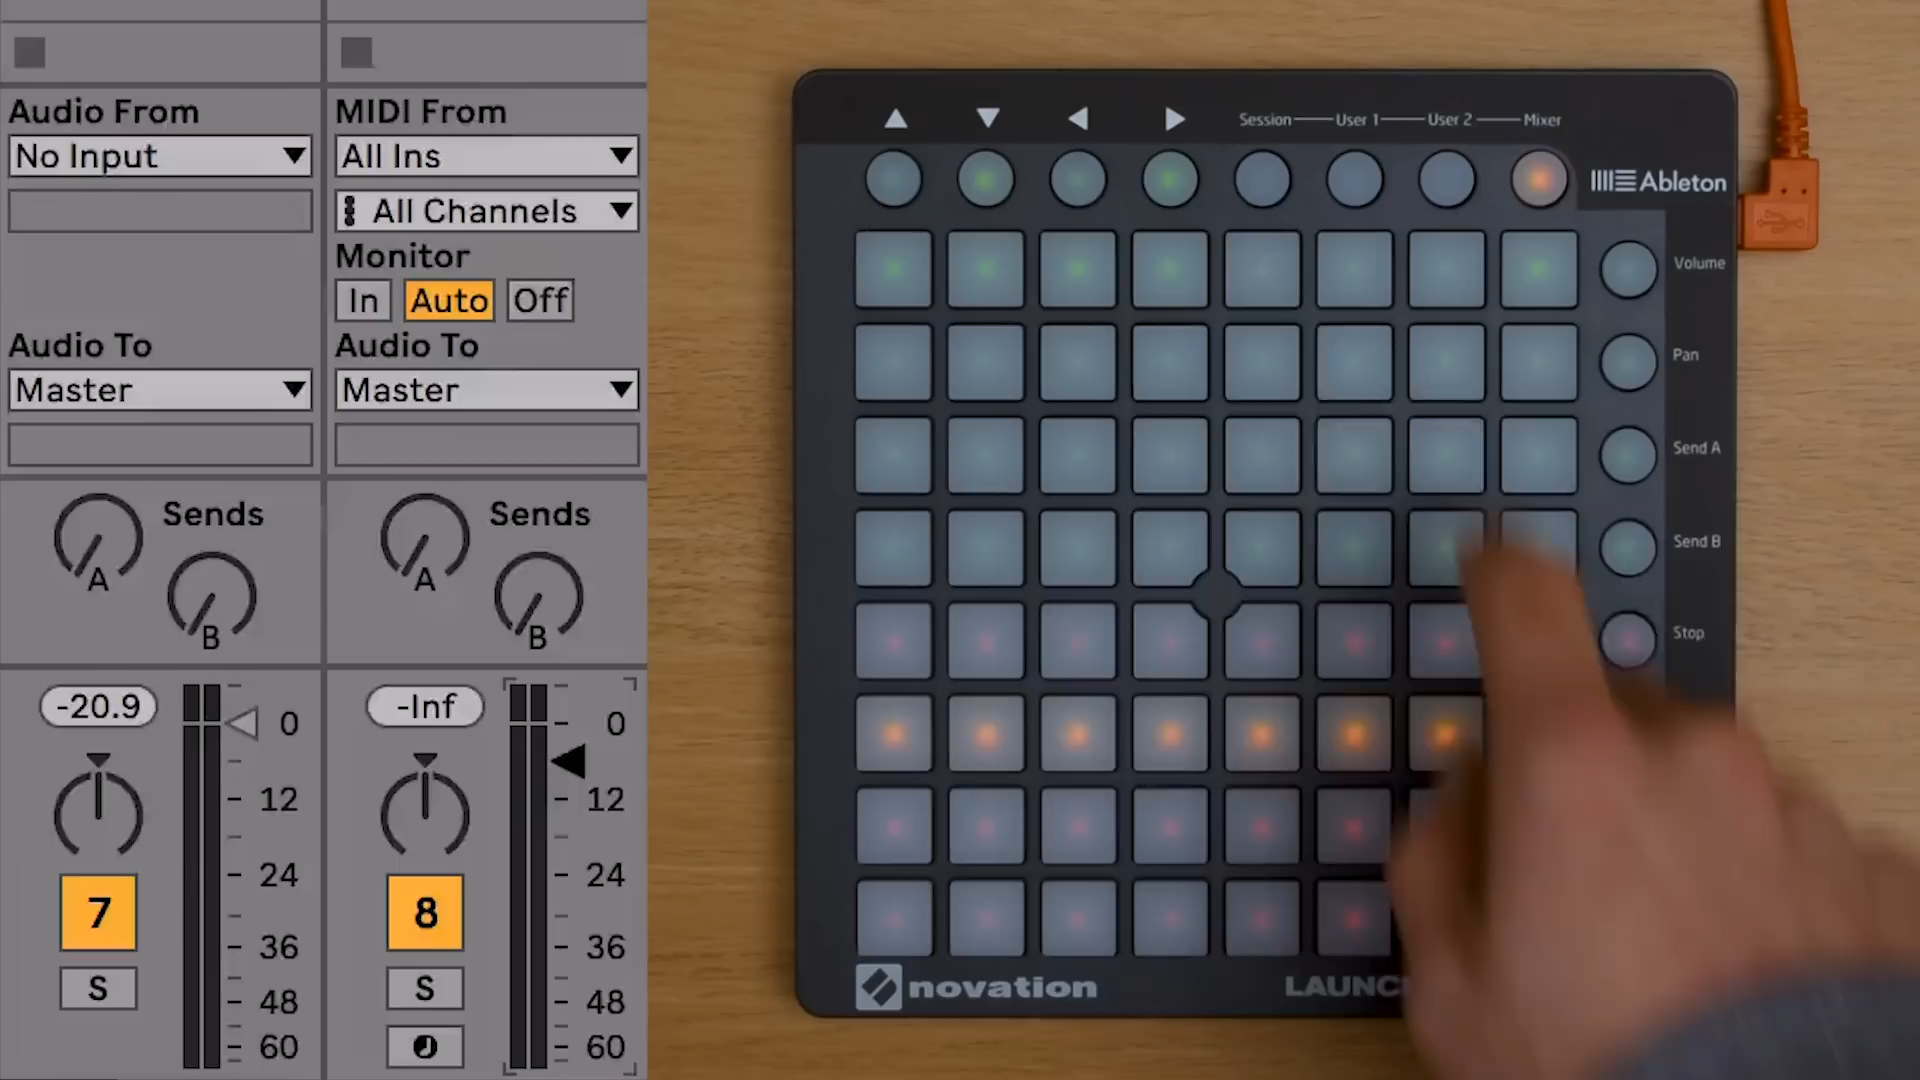 Audio From
No Input
Audio To
Master
Sends
A
B
-20.9
0
12
24
36
48
60
7
S
MIDI From
All Ins
All Channels
Monitor
In Auto Off
Audio To
Master
Sends
A
B
-Inf
0
12
24
36
48
60
8
S
Session User 1 User 2 Mixer
Ableton
Volume
Pan
Send A
Send B
Stop
novation